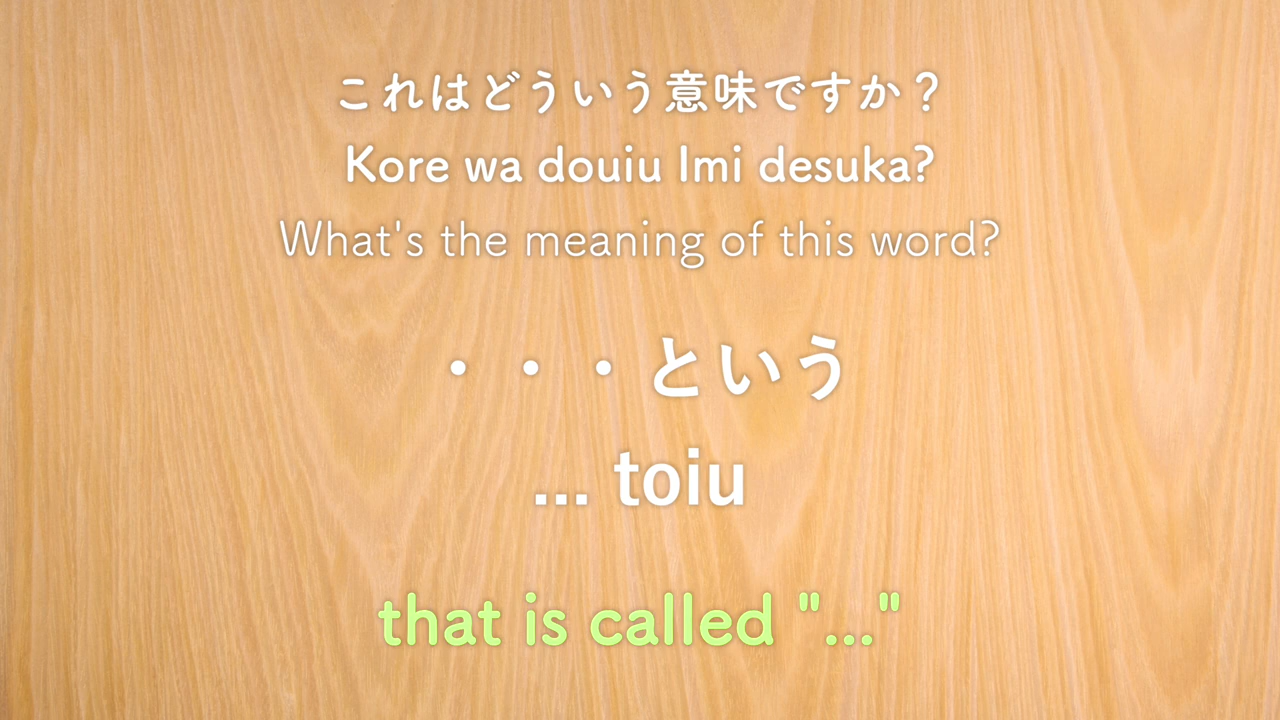 これはどういう意味ですか？
Kore wa douiu Imi desuka?
What's the meaning of this word?
・・・という
... toiu
that is called "..."